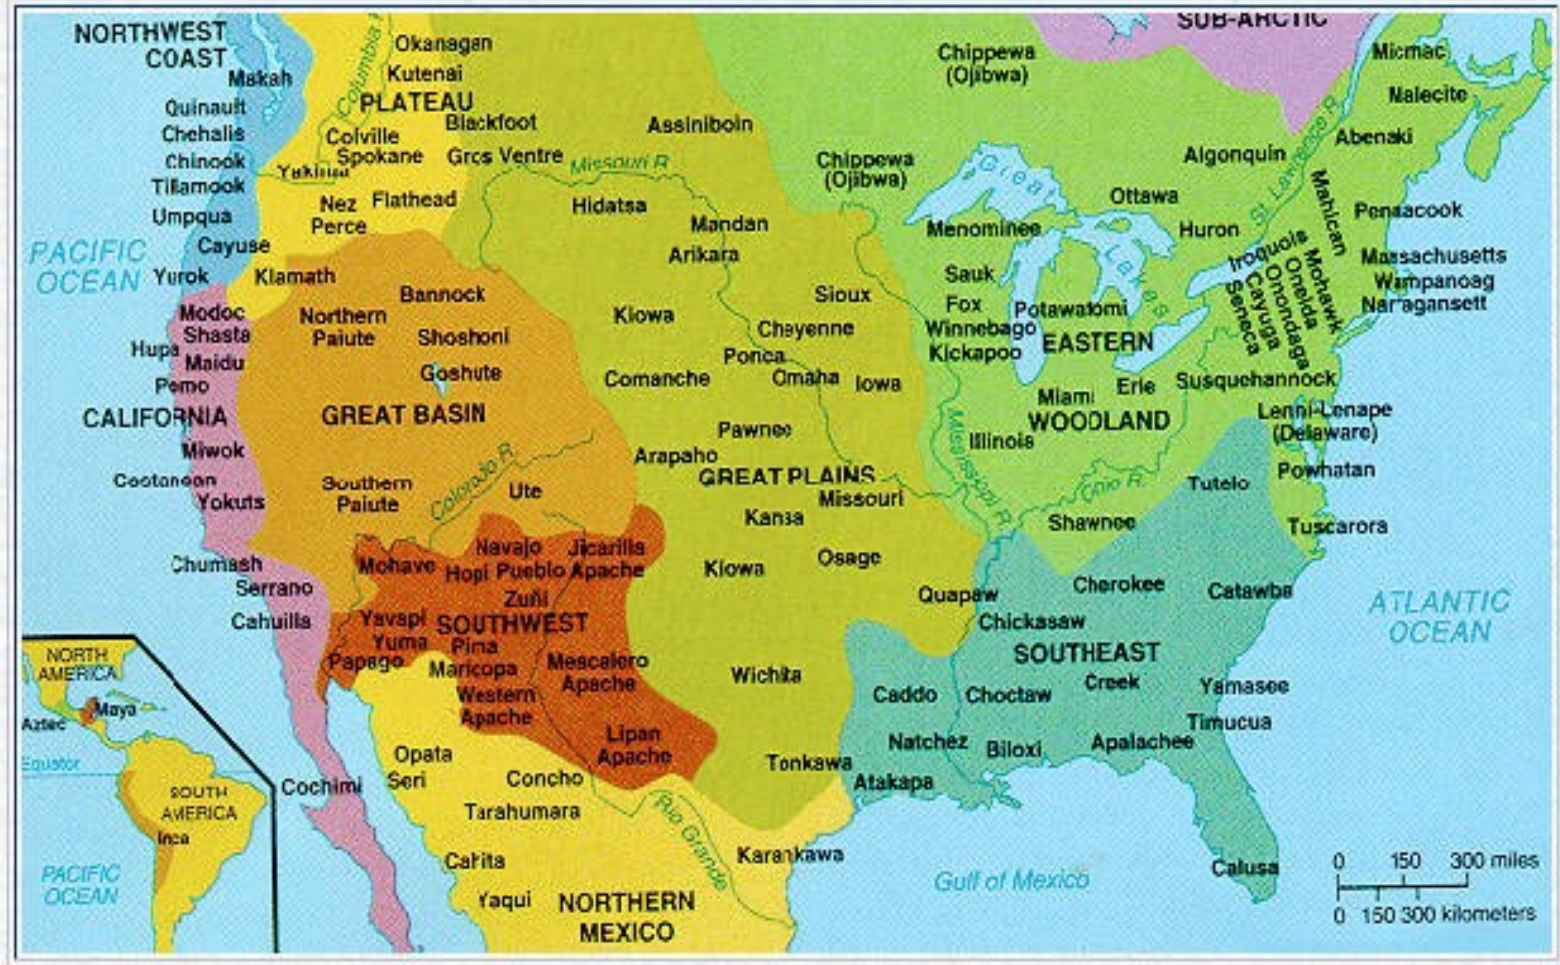 NORTHWEST
COAST
Makah
Quinault
Chehalis
Chinook
Tillamook
Umpqua
Cayuse
Yurok
PACIFIC
OCEAN
Columbia R
Okanagan
Kutenai
PLATEAU
Colville
Spokane
Yakima
Nez
Perce
Flathead
Klamath
Blackfoot
Gros Ventre
Assiniboin
Missouri R
Hidatsa
Mandan
Arikara
Sioux
Kiowa
Cheyenne
Ponca
Omaha
Iowa
Comanche
Pawnee
Arapaho
GREAT PLAINS
Missouri
Kansa
Osage
Kiowa
Quapaw
Wichita
Tonkawa
Modoc
Shasta
Hupa
Maidu
Pomo
CALIFORNIA
Miwok
Costanoan
Yokuts
Chumash
Serrano
Cahuilla
Cochimi
Bannock
Northern
Paiute
Shoshoni
Goshute
GREAT BASIN
Southern
Paiute
Colorado R.
Ute
Mohave
Navajo
Hopi Pueblo
Jicarilla
Apache
Zuñi
Yavapi
SOUTHWEST
Yuma
Pima
Papago
Maricopa
Mescalero
Apache
Western
Apache
Lipan
Apache
Opata
Seri
Concho
Tarahumara
Cahita
Yaqui
Rio Grande
Karankawa
NORTHERN
MEXICO
SUB-ARCTIC
Chippewa
(Ojibwa)
Chippewa
(Ojibwa)
Micmac
Malecite
Abenaki
Algonquin
St. Lawrence R.
Ottawa
Huron
Great
Lakes
Menominee
Sauk
Fox
Winnebago
Kickapoo
Potawatomi
EASTERN
WOODLAND
Miami
Erie
Illinois
Mahican
Pennacook
Massachusetts
Wampanoag
Narragansett
Iroquois
Mohawk
Oneida
Onondaga
Cayuga
Seneca
Susquehannock
Lenni-Lenape
(Delaware)
Powhatan
Tuscarora
Tutelo
Mississippi R.
Ohio R.
Shawnee
Cherokee
Catawba
Chickasaw
SOUTHEAST
Creek
Caddo
Choctaw
Yamasee
Timucua
Natchez
Biloxi
Apalachee
Atakapa
Calusa
ATLANTIC
OCEAN
Gulf of Mexico
0 150 300 miles
0 150 300 kilometers
NORTH
AMERICA
Maya
Aztec
Equator
SOUTH
AMERICA
Inca
PACIFIC
OCEAN